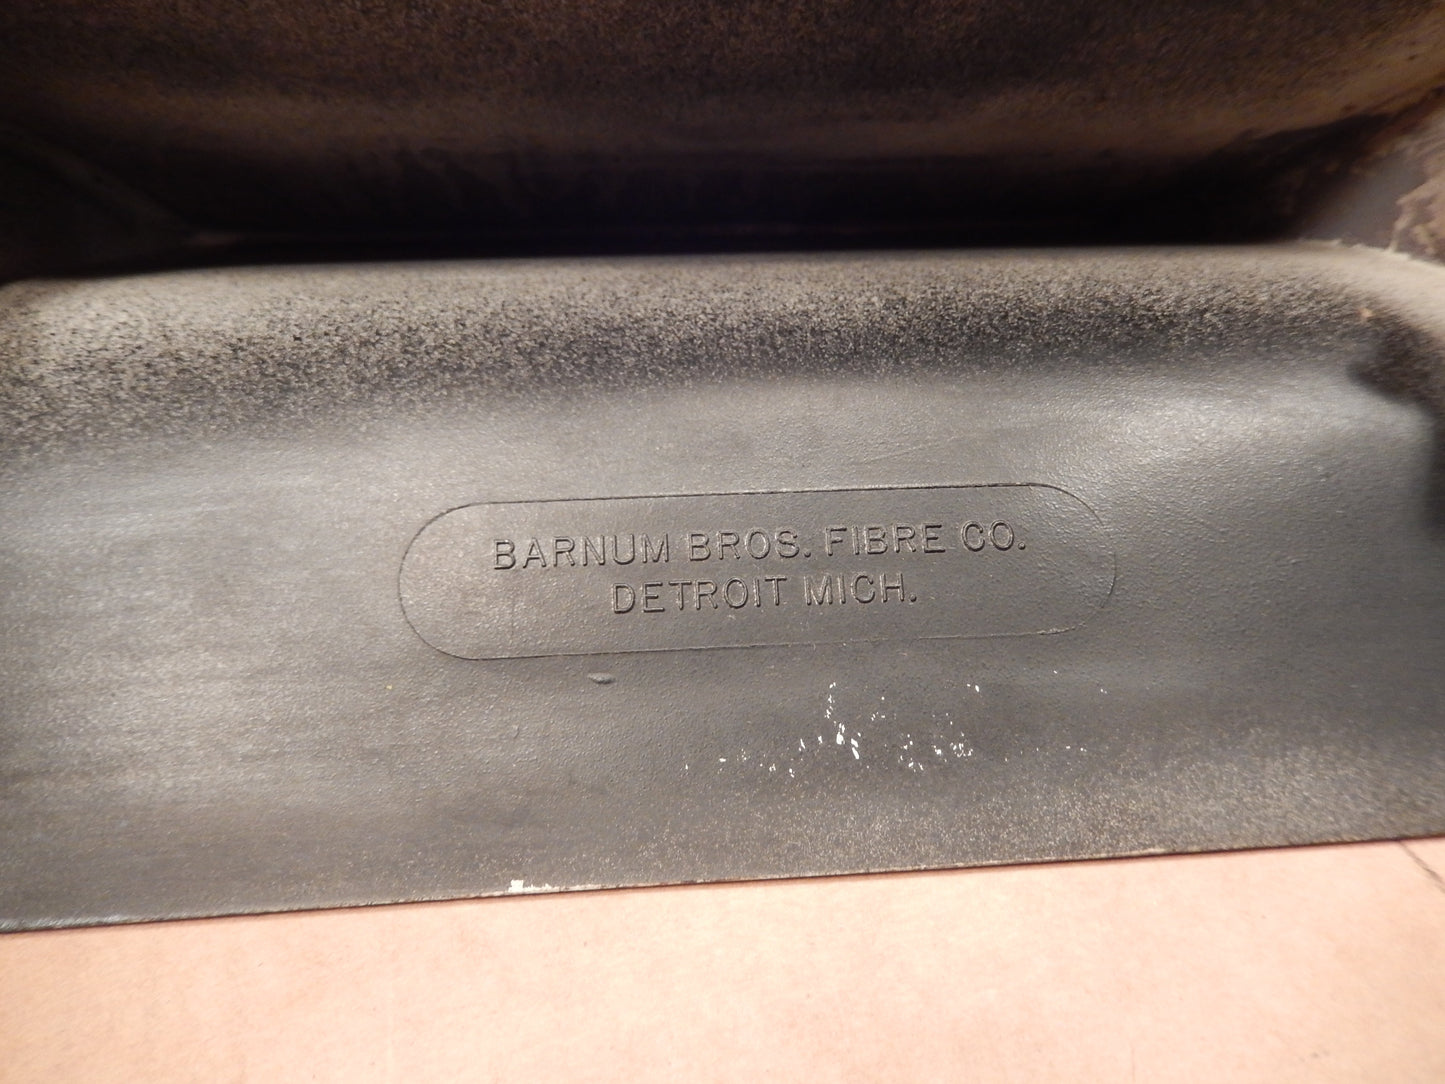 BARNUM BROS. FIBRE CO.
DETROIT MICH.